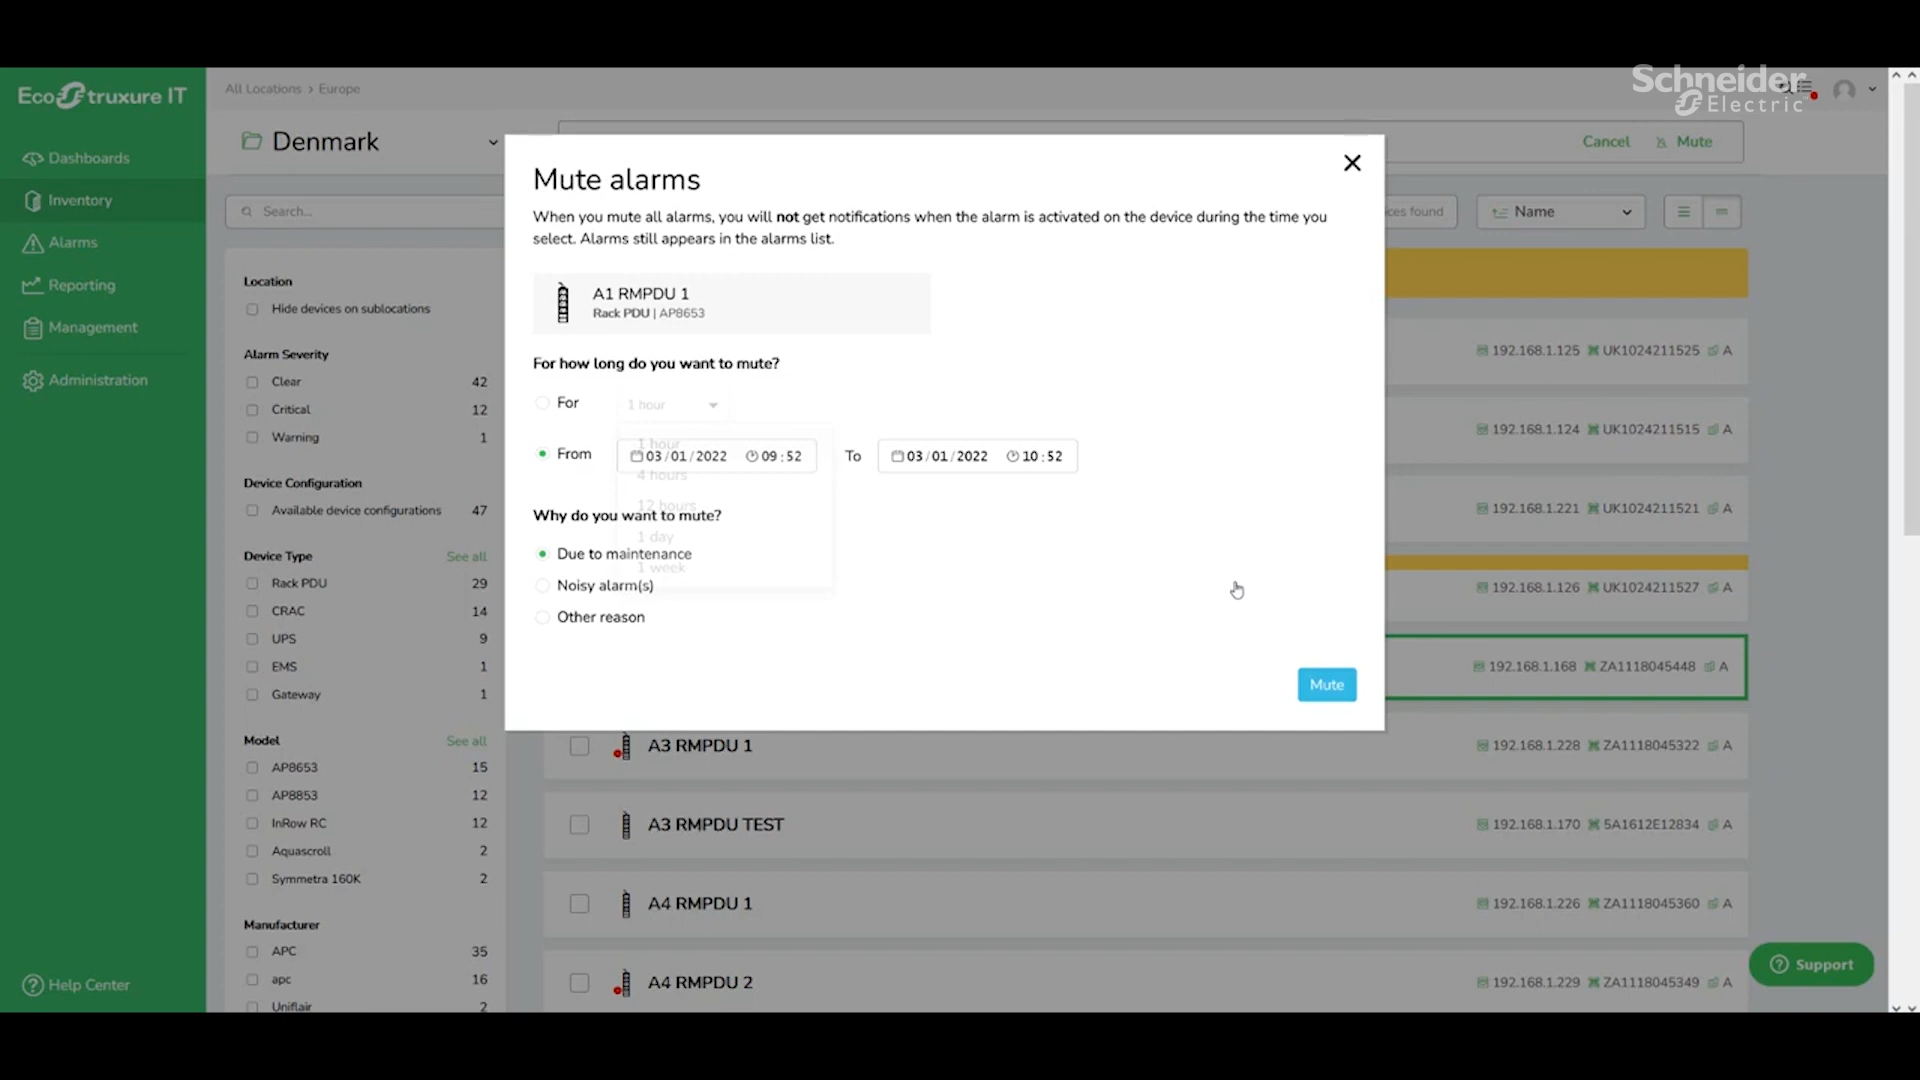 Schneider Electric
EcoStruxure IT
All Locations › Europe
Denmark
Cancel Mute
Dashboards
Inventory
Alarms
Reporting
Management
Administration
Help Center
Search...
Name
Location
Hide devices on sublocations
Alarm Severity
Clear 42
Critical 12
Warning 1
Device Configuration
Available device configurations 47
Device Type See all
Rack PDU 29
CRAC 14
UPS 9
EMS 1
Gateway 1
Model See all
AP8653 15
AP8853 12
InRow RC 12
Aquascroll 2
Symmetra 160K 2
Manufacturer
APC 35
apc 16
Uniflair 2
Mute alarms
When you mute all alarms, you will not get notifications when the alarm is activated on the device during the time you
select. Alarms still appears in the alarms list.
A1 RMPDU 1
Rack PDU | AP8653
For how long do you want to mute?
For 1 hour
1 hour
4 hours
12 hours
1 day
1 week
From 03/01/2022 09:52 To 03/01/2022 10:52
Why do you want to mute?
Due to maintenance
Noisy alarm(s)
Other reason
Mute
found
192.168.1.125 UK1024211525 A
192.168.1.124 UK1024211515 A
192.168.1.221 UK1024211521 A
192.168.1.126 UK1024211527 A
192.168.1.168 ZA1118045448 A
A3 RMPDU 1 192.168.1.228 ZA1118045322 A
A3 RMPDU TEST 192.168.1.170 5A1612E12834 A
A4 RMPDU 1 192.168.1.226 ZA1118045360 A
A4 RMPDU 2 192.168.1.229 ZA1118045349 A
Support